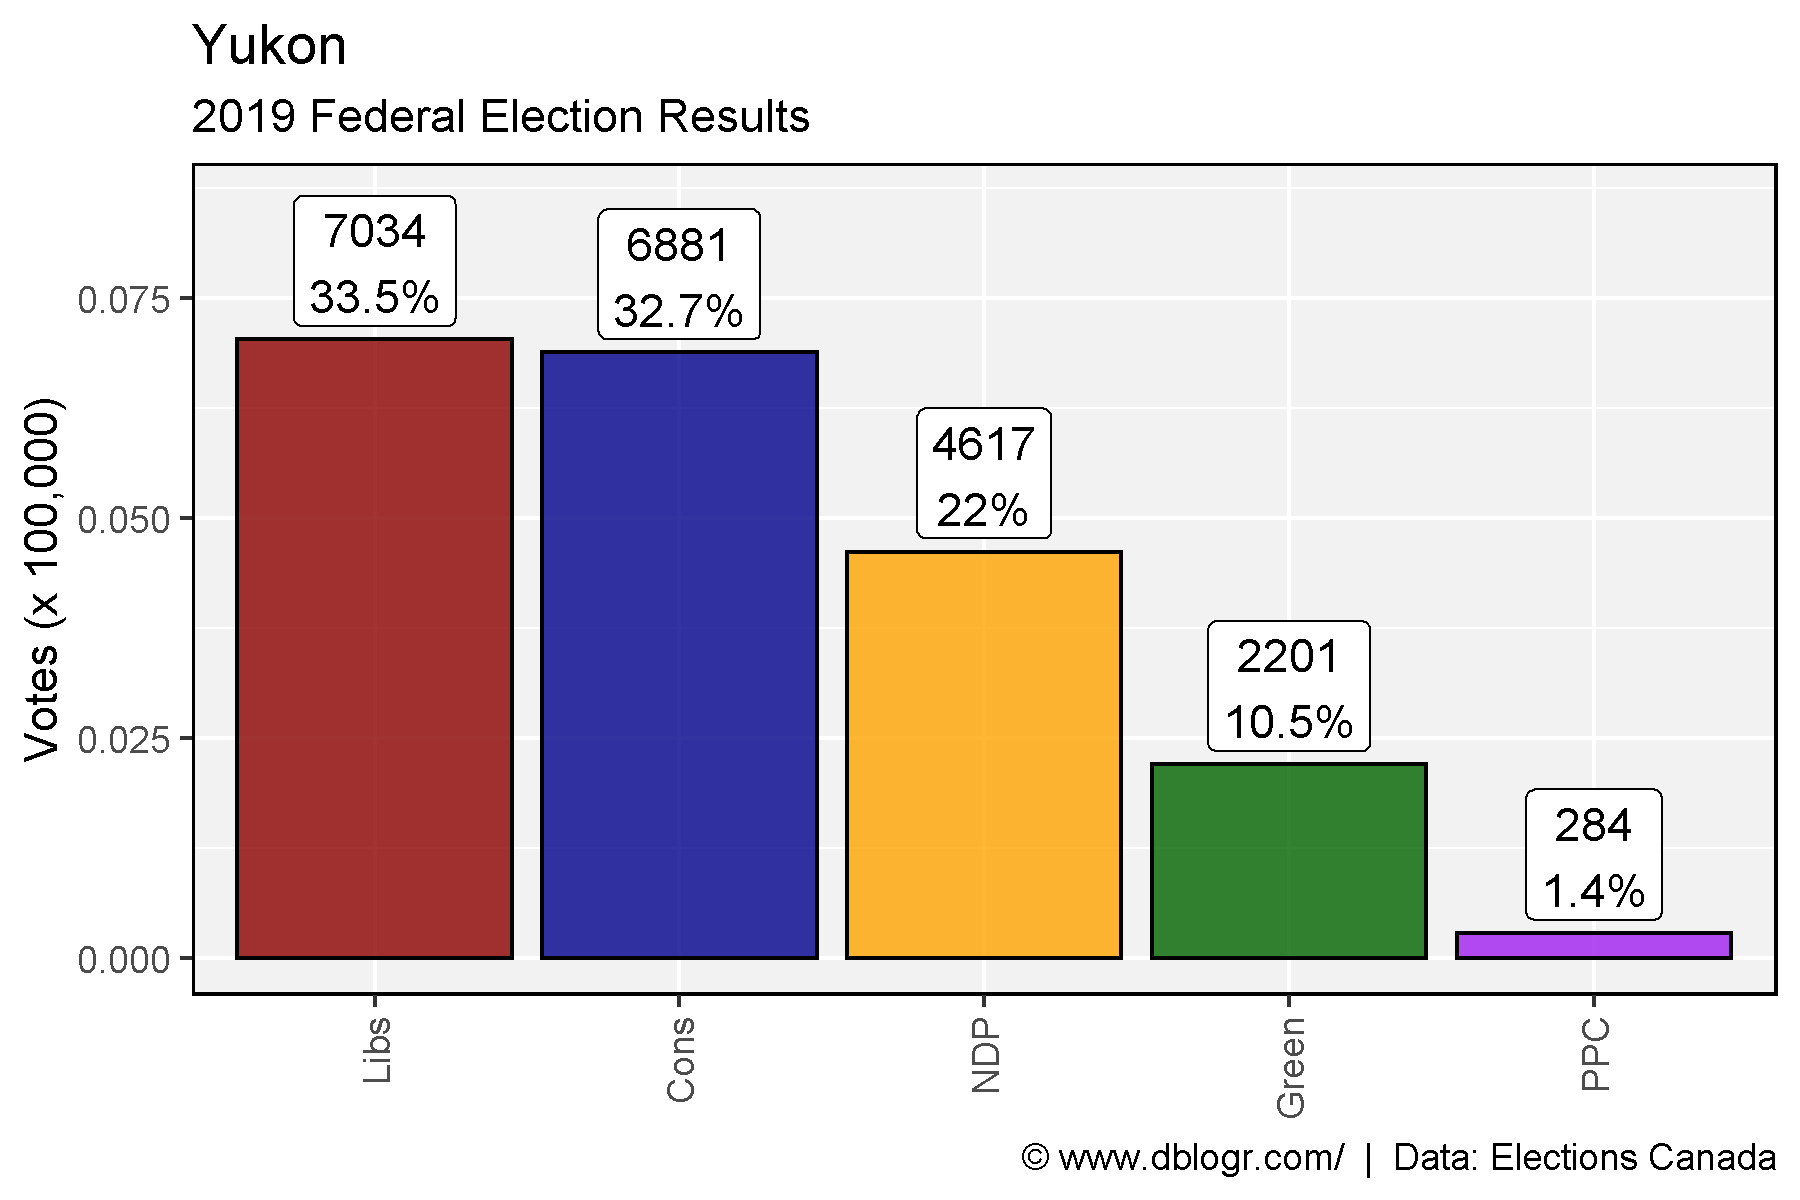 Yukon
2019 Federal Election Results
Votes (x 100,000)
0.075
0.050
0.025
0.000
7034
33.5%
6881
32.7%
4617
22%
2201
10.5%
284
1.4%
Libs
Cons
NDP
Green
PPC
© www.dblogr.com/ | Data: Elections Canada